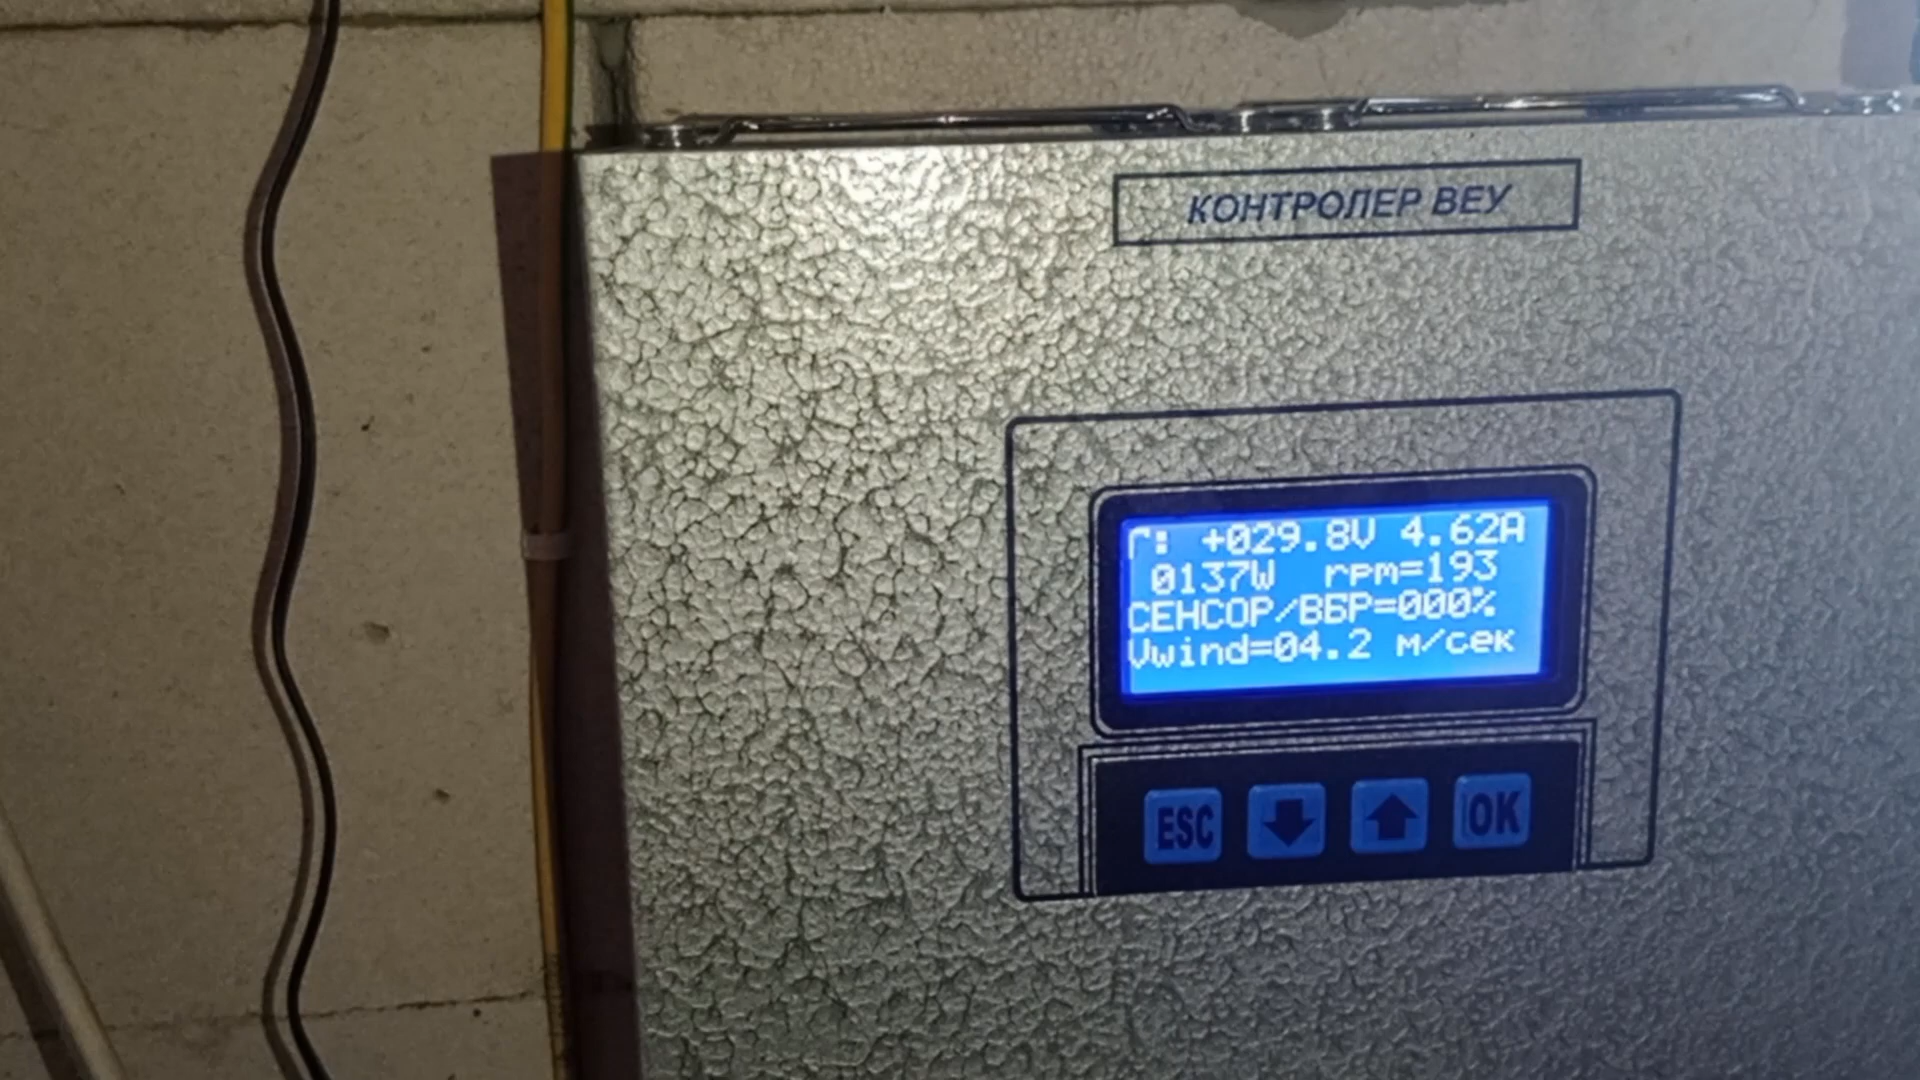 КОНТРОЛЕР ВЕУ
Г: +029.8V 4.62A
0137W rpm=193
СЕНСОР/ВБР=000%
Vwind=04.2 м/сек
ESC
OK